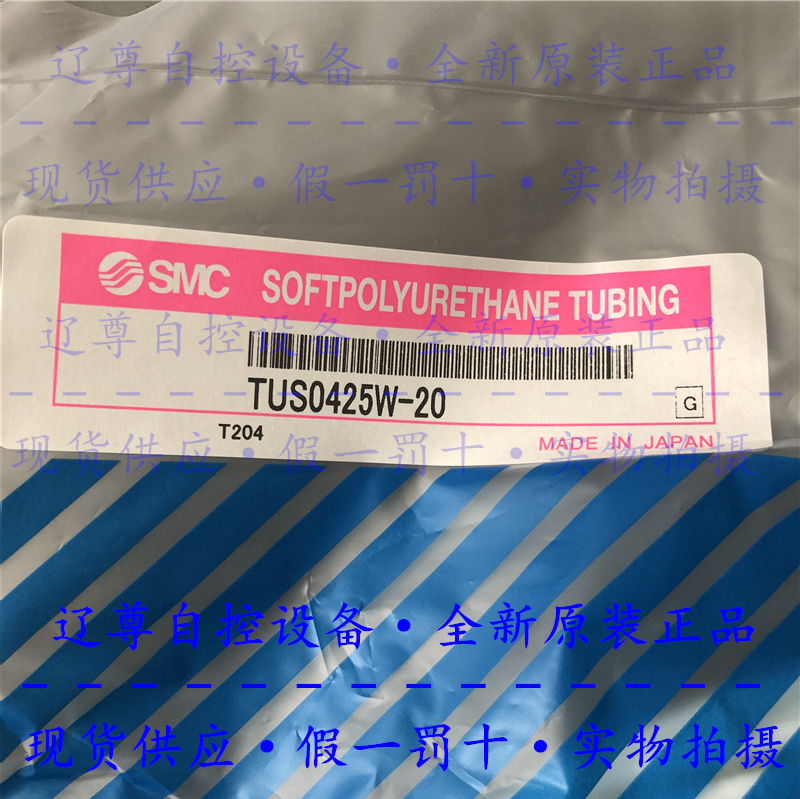 辽尊自控设备·全新原装正品
现货供应·假一罚十·实物拍摄
SMC SOFTPOLYURETHANE TUBING
辽尊自控设备·全新原装正品
TUS0425W-20
G
T204
MADE IN JAPAN
现货供应·假一罚十·实物拍摄
辽尊自控设备·全新原装正品
现货供应·假一罚十·实物拍摄